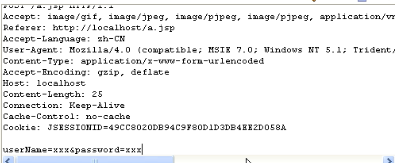 POST /a.jsp HTTP/1.1
Accept: image/gif, image/jpeg, image/pjpeg, image/pjpeg, application/vn
Referer: http://localhost/a.jsp
Accept-Language: zh-CN
User-Agent: Mozilla/4.0 (compatible; MSIE 7.0; Windows NT 5.1; Trident/
Content-Type: application/x-www-form-urlencoded
Accept-Encoding: gzip, deflate
Host: localhost
Content-Length: 25
Connection: Keep-Alive
Cache-Control: no-cache
Cookie: JSESSIONID=49CC8020DB94C9F80D1D3DB4EE2D058A
userName=xxx&password=xxx